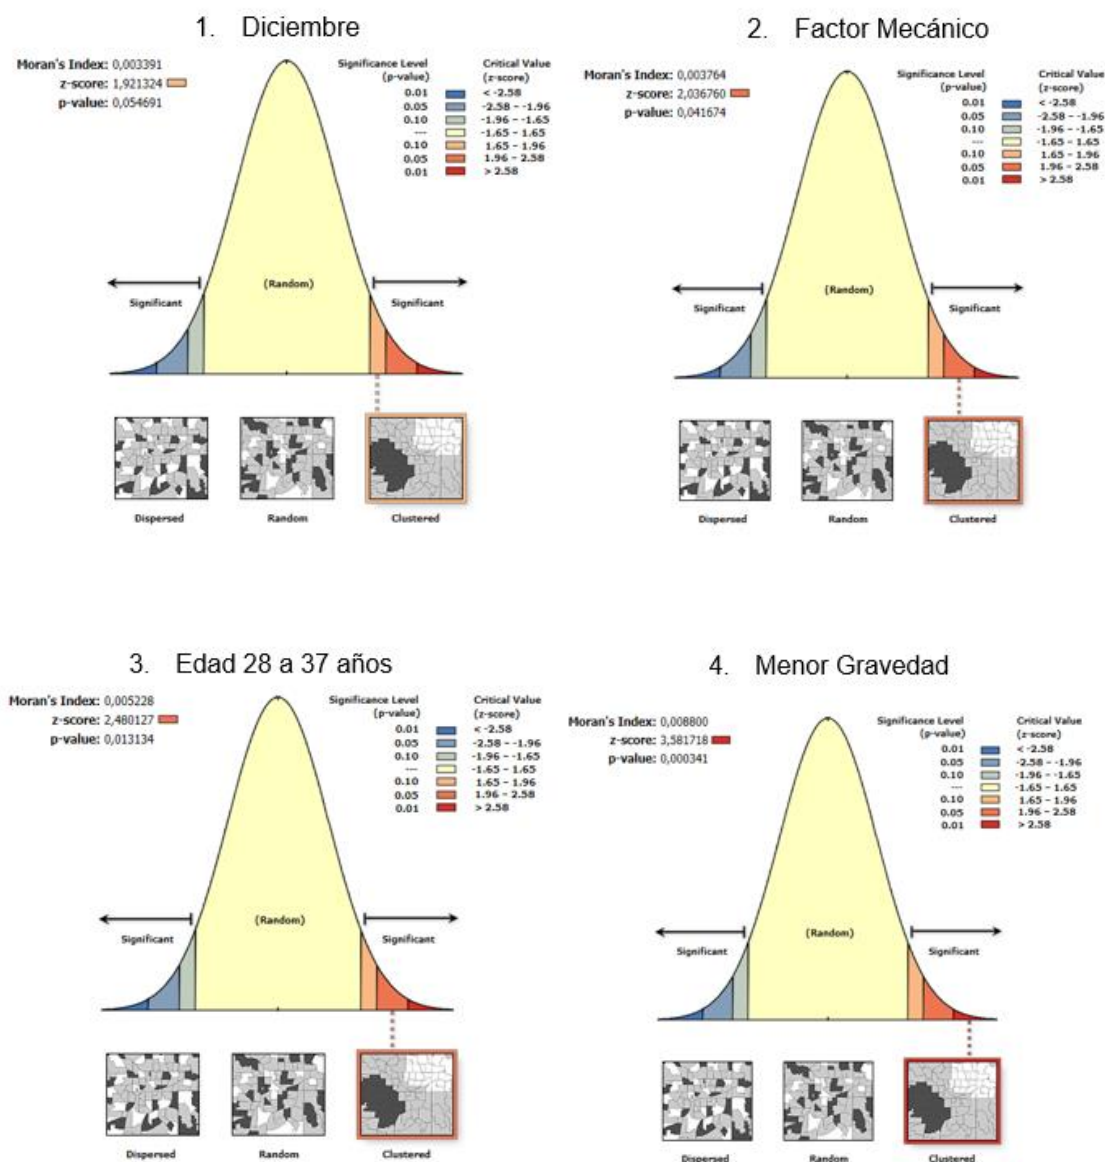 1. Diciembre
Moran's Index: 0,003391
z-score: 1,921324
p-value: 0,054691
Significance Level (p-value)
Critical Value (z-score)
0.01 < -2.58
0.05 -2.58 - -1.96
0.10 -1.96 - -1.65
--- -1.65 - 1.65
0.10 1.65 - 1.96
0.05 1.96 - 2.58
0.01 > 2.58
(Random)
Significant
Significant
Dispersed
Random
Clustered
2. Factor Mecánico
Moran's Index: 0,003764
z-score: 2,036760
p-value: 0,041674
Significance Level (p-value)
Critical Value (z-score)
0.01 < -2.58
0.05 -2.58 - -1.96
0.10 -1.96 - -1.65
--- -1.65 - 1.65
0.10 1.65 - 1.96
0.05 1.96 - 2.58
0.01 > 2.58
(Random)
Significant
Significant
Dispersed
Random
Clustered
3. Edad 28 a 37 años
Moran's Index: 0,005228
z-score: 2,480127
p-value: 0,013134
Significance Level (p-value)
Critical Value (z-score)
0.01 < -2.58
0.05 -2.58 - -1.96
0.10 -1.96 - -1.65
--- -1.65 - 1.65
0.10 1.65 - 1.96
0.05 1.96 - 2.58
0.01 > 2.58
(Random)
Significant
Significant
Dispersed
Random
Clustered
4. Menor Gravedad
Moran's Index: 0,008800
z-score: 3,581718
p-value: 0,000341
Significance Level (p-value)
Critical Value (z-score)
0.01 < -2.58
0.05 -2.58 - -1.96
0.10 -1.96 - -1.65
--- -1.65 - 1.65
0.10 1.65 - 1.96
0.05 1.96 - 2.58
0.01 > 2.58
(Random)
Significant
Significant
Dispersed
Random
Clustered